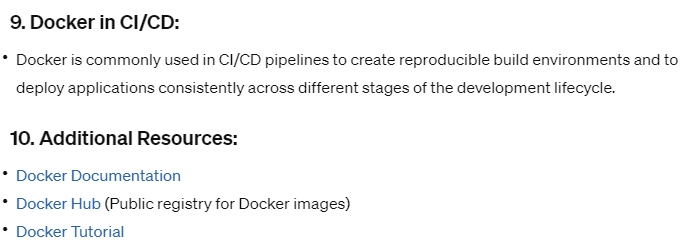 9. Docker in CI/CD:
• Docker is commonly used in CI/CD pipelines to create reproducible build environments and to
deploy applications consistently across different stages of the development lifecycle.
10. Additional Resources:
• Docker Documentation
• Docker Hub (Public registry for Docker images)
• Docker Tutorial